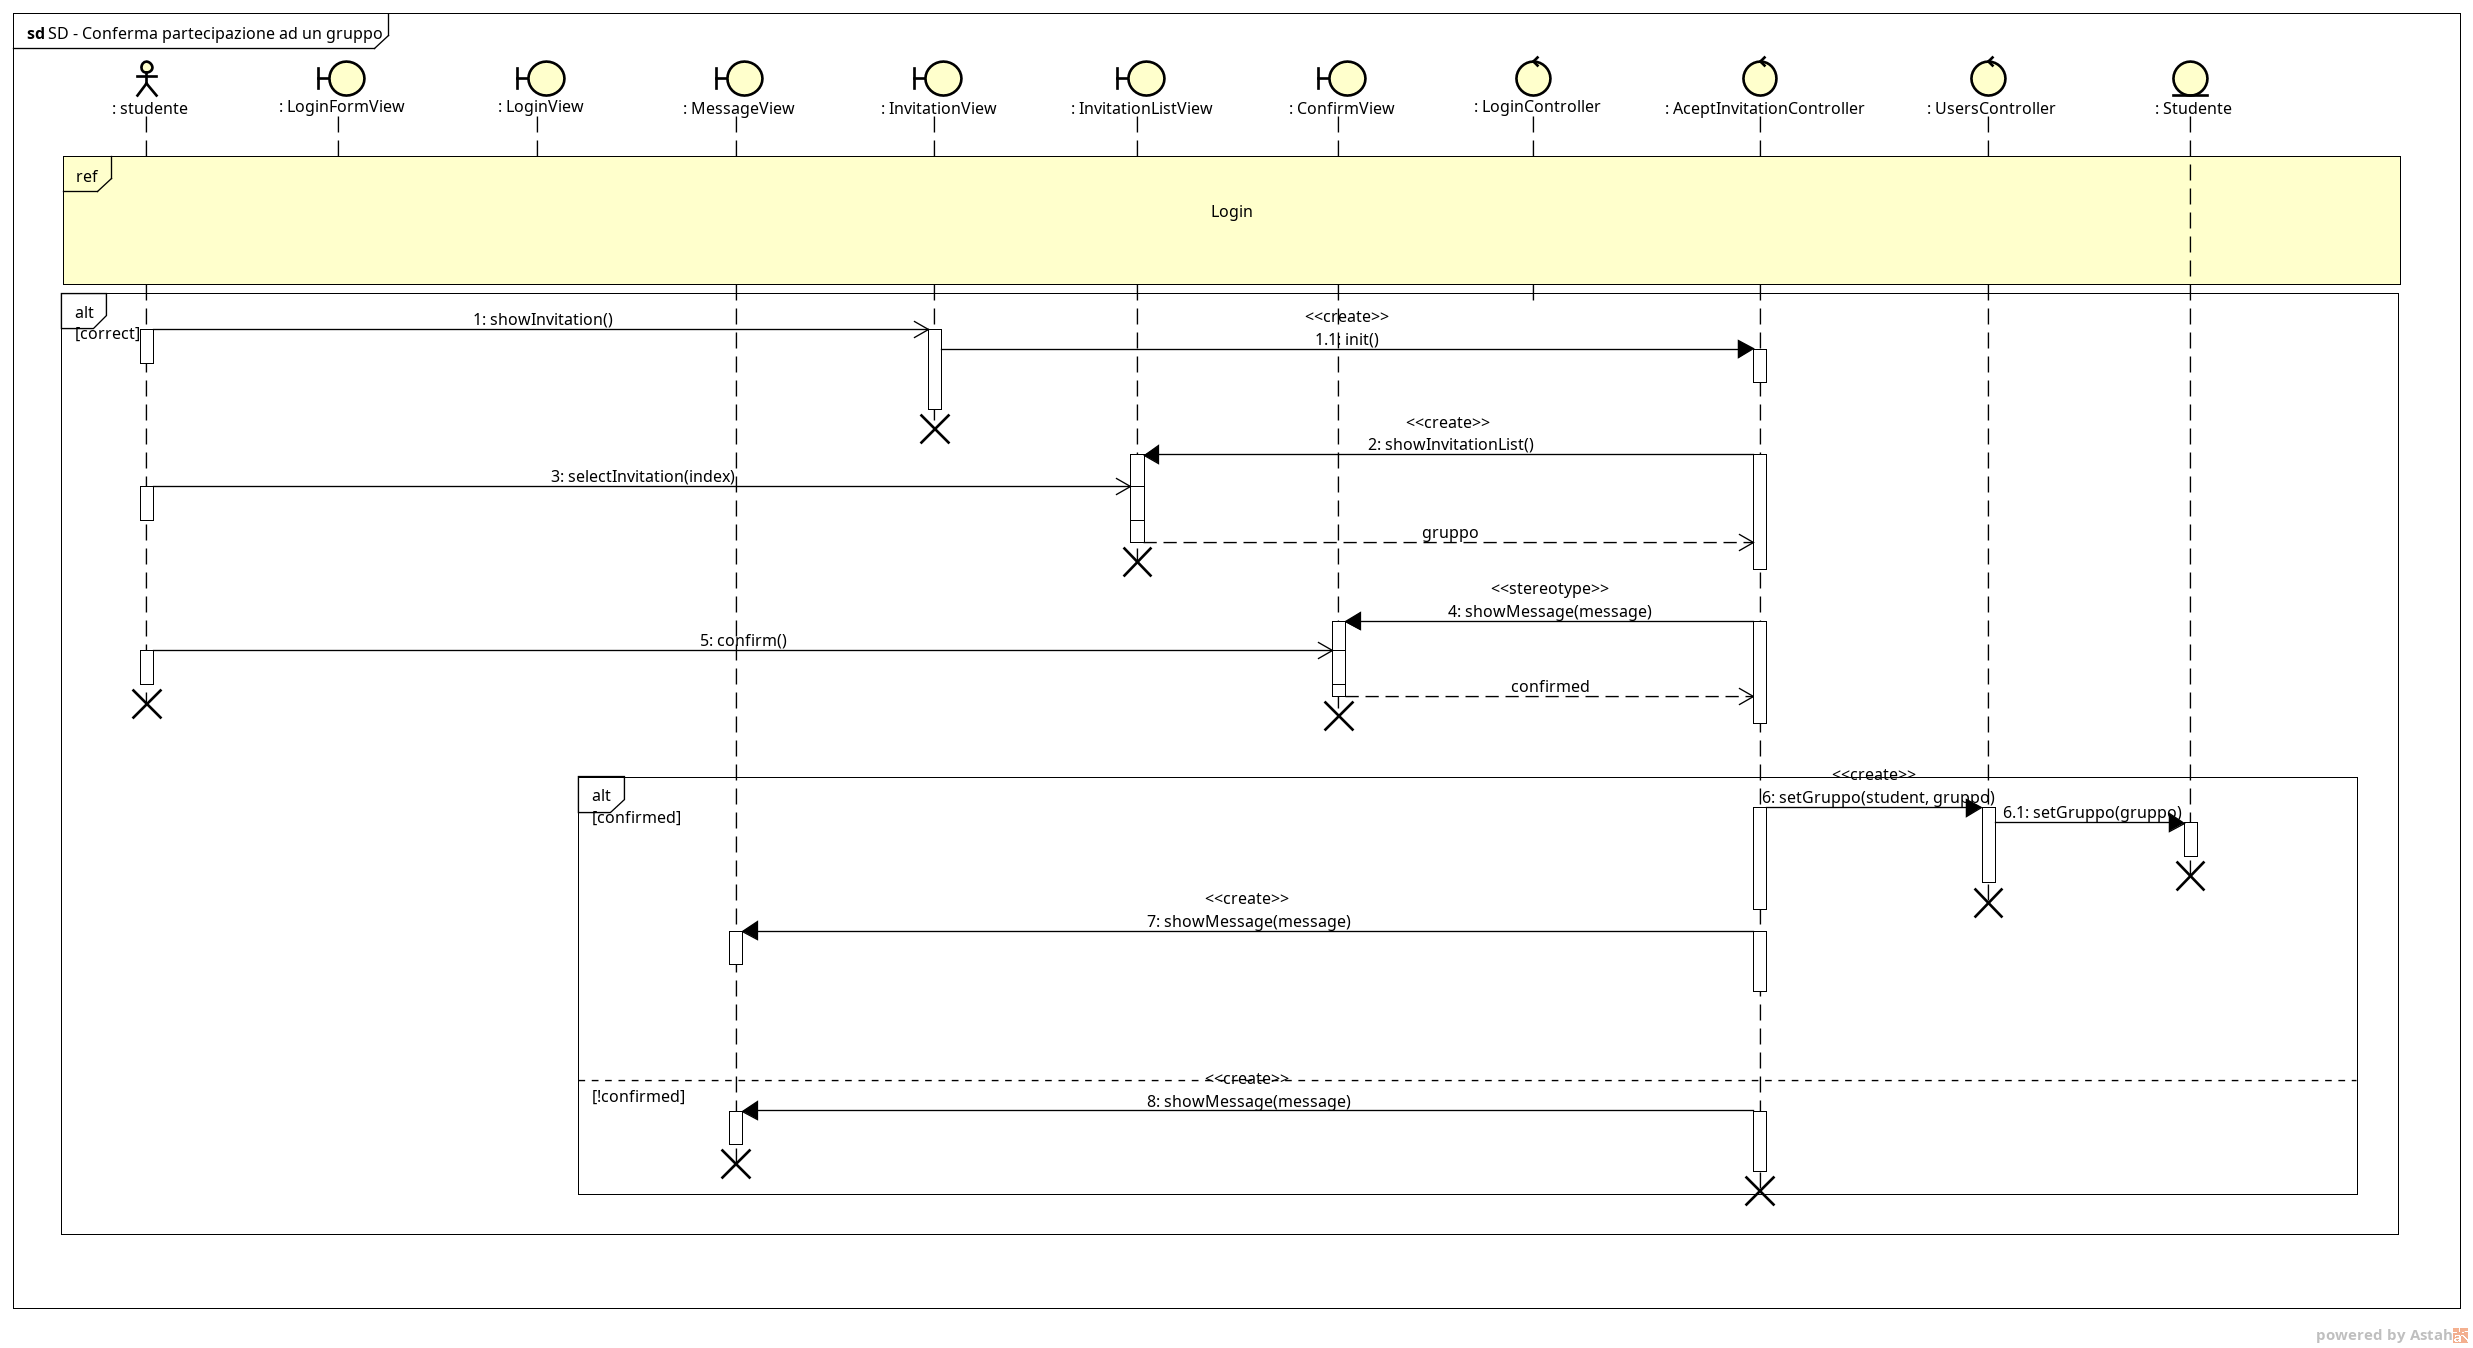 sd SD - Conferma partecipazione ad un gruppo
: studente
: LoginFormView
: LoginView
: MessageView
: InvitationView
: InvitationListView
: ConfirmView
: LoginController
: AceptInvitationController
: UsersController
: Studente
ref
Login
alt
[correct]
1: showInvitation()
<<create>>
1.1: init()
<<create>>
2: showInvitationList()
3: selectInvitation(index)
gruppo
<<stereotype>>
4: showMessage(message)
5: confirm()
confirmed
alt
[confirmed]
<<create>>
6: setGruppo(student, gruppo)
6.1: setGruppo(gruppo)
<<create>>
7: showMessage(message)
<<create>>
[!confirmed]
8: showMessage(message)
powered by Astah